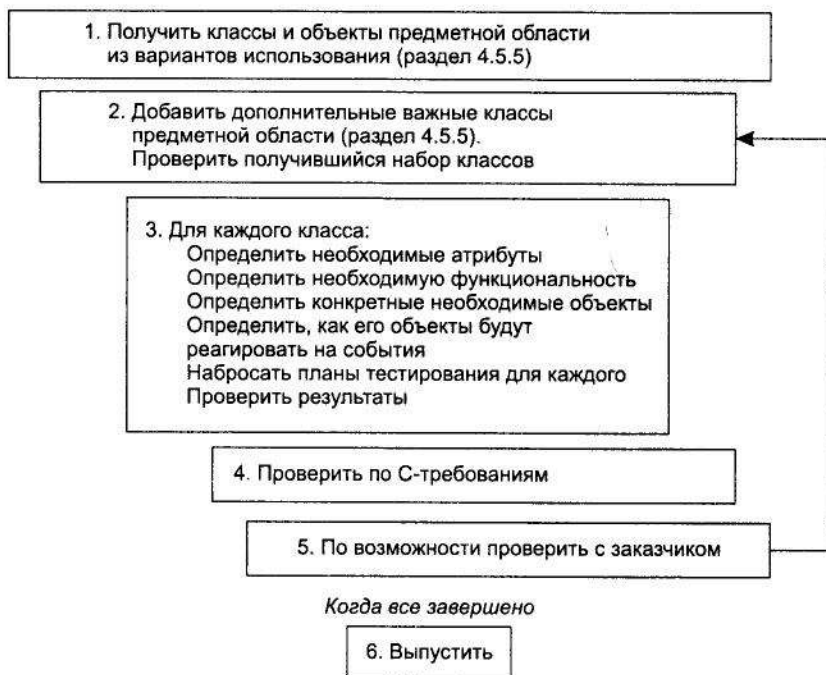 1. Получить классы и объекты предметной области
из вариантов использования (раздел 4.5.5)
2. Добавить дополнительные важные классы
предметной области (раздел 4.5.5).
Проверить получившийся набор классов
3. Для каждого класса:
Определить необходимые атрибуты
Определить необходимую функциональность
Определить конкретные необходимые объекты
Определить, как его объекты будут
реагировать на события
Набросать планы тестирования для каждого
Проверить результаты
4. Проверить по С-требованиям
5. По возможности проверить с заказчиком
Когда все завершено
6. Выпустить